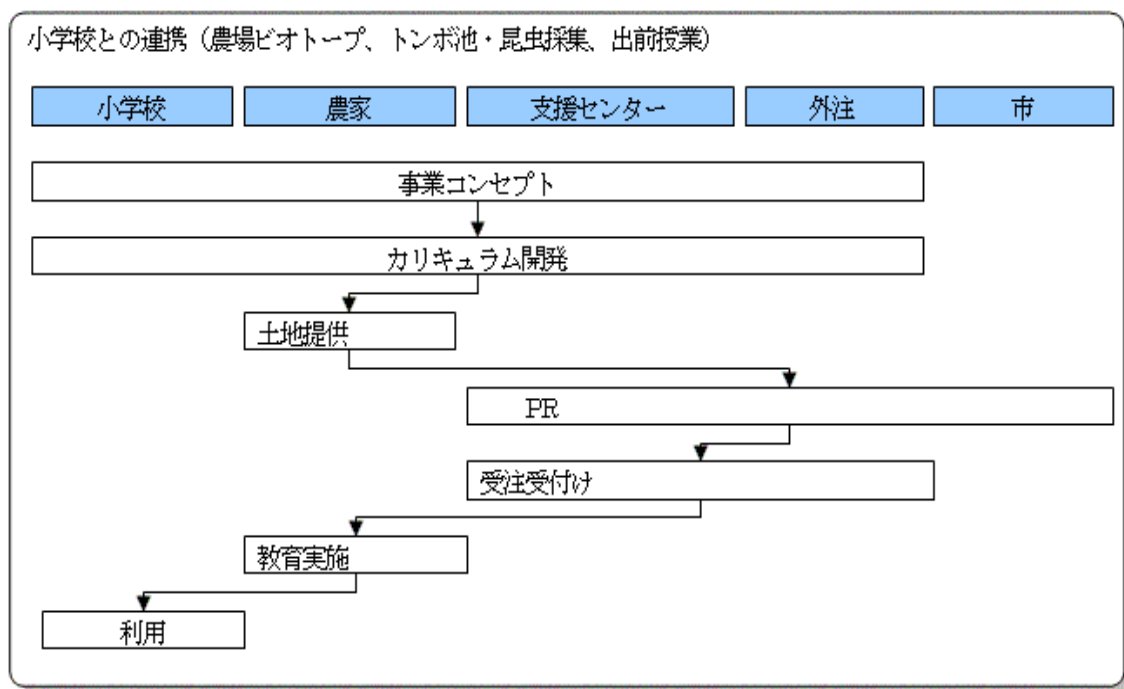 小学校との連携（農場ビオトープ、トンボ池・昆虫採集、出前授業）
小学校
農家
支援センター
外注
市
事業コンセプト
カリキュラム開発
土地提供
PR
受注受付け
教育実施
利用